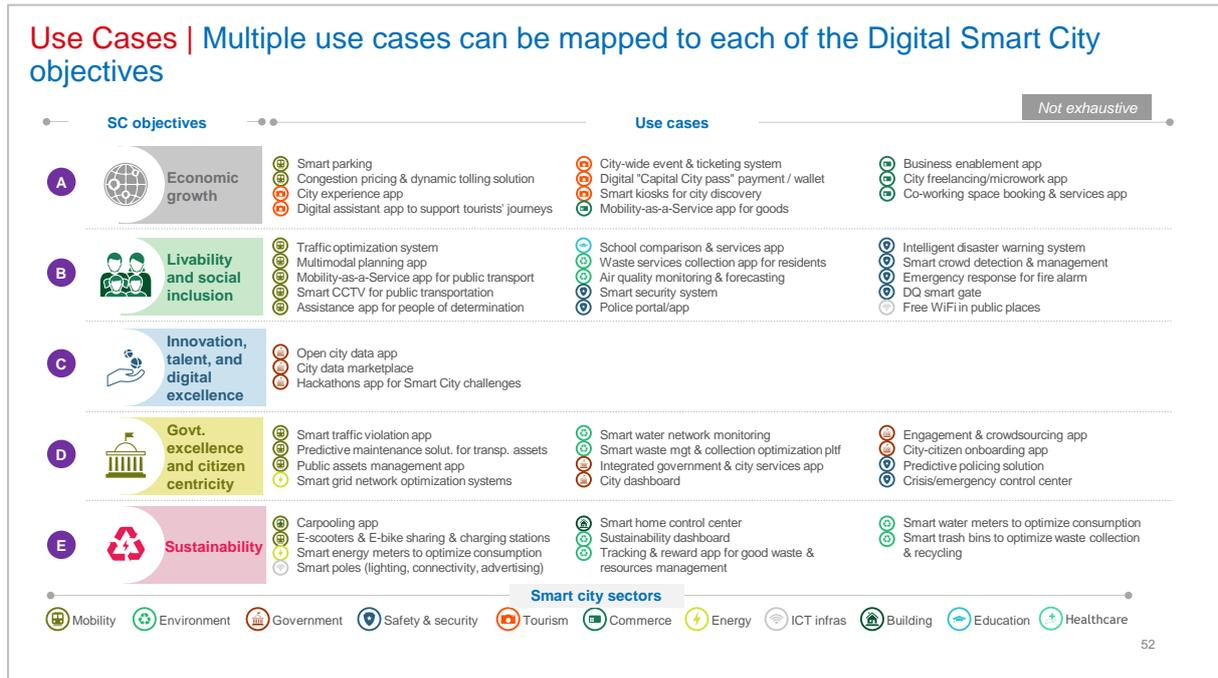 Use Cases | Multiple use cases can be mapped to each of the Digital Smart City
objectives
Not exhaustive
SC objectives
Use cases
A
Economic
growth
Smart parking
Congestion pricing & dynamic tolling solution
City experience app
Digital assistant app to support tourists' journeys
City-wide event & ticketing system
Digital "Capital City pass" payment / wallet
Smart kiosks for city discovery
Mobility-as-a-Service app for goods
Business enablement app
City freelancing/microwork app
Co-working space booking & services app
B
Livability
and social
inclusion
Traffic optimization system
Multimodal planning app
Mobility-as-a-Service app for public transport
Smart CCTV for public transportation
Assistance app for people of determination
School comparison & services app
Waste services collection app for residents
Air quality monitoring & forecasting
Smart security system
Police portal/app
Intelligent disaster warning system
Smart crowd detection & management
Emergency response for fire alarm
DQ smart gate
Free WiFi in public places
C
Innovation,
talent, and
digital
excellence
Open city data app
City data marketplace
Hackathons app for Smart City challenges
D
Govt.
excellence
and citizen
centricity
Smart traffic violation app
Predictive maintenance solut. for transp. assets
Public assets management app
Smart grid network optimization systems
Smart water network monitoring
Smart waste mgt & collection optimization pltf
Integrated government & city services app
City dashboard
Engagement & crowdsourcing app
City-citizen onboarding app
Predictive policing solution
Crisis/emergency control center
E
Sustainability
Carpooling app
E-scooters & E-bike sharing & charging stations
Smart energy meters to optimize consumption
Smart poles (lighting, connectivity, advertising)
Smart home control center
Sustainability dashboard
Tracking & reward app for good waste &
resources management
Smart water meters to optimize consumption
Smart trash bins to optimize waste collection
& recycling
Smart city sectors
Mobility
Environment
Government
Safety & security
Tourism
Commerce
Energy
ICT infras
Building
Education
Healthcare
52